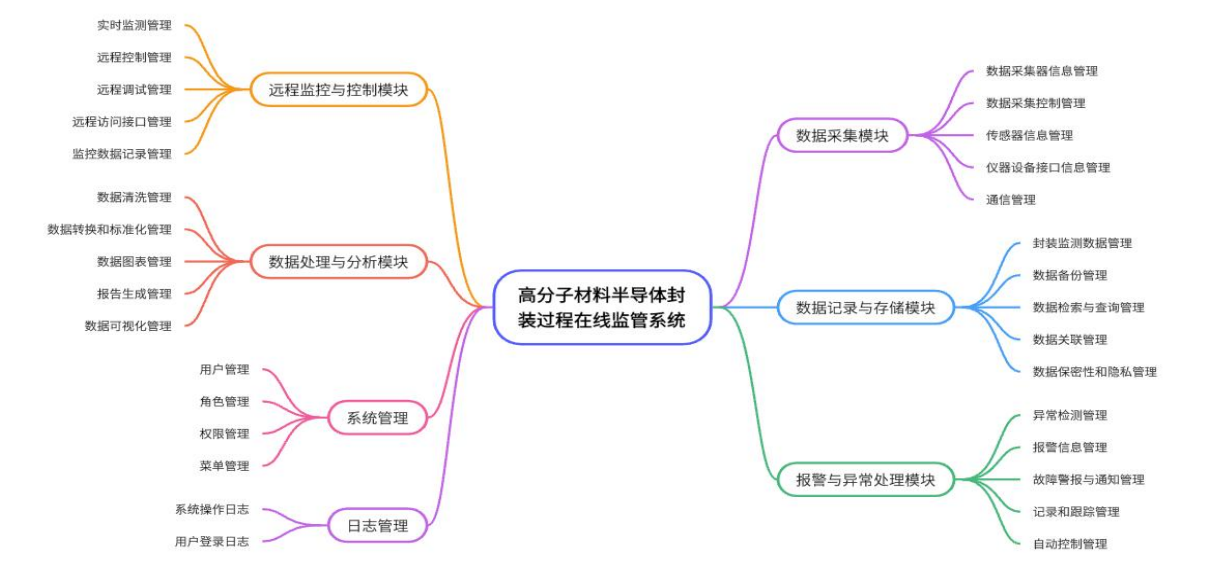 高分子材料半导体封
装过程在线监管系统
远程监控与控制模块
实时监测管理
远程控制管理
远程调试管理
远程访问接口管理
监控数据记录管理
数据处理与分析模块
数据清洗管理
数据转换和标准化管理
数据图表管理
报告生成管理
数据可视化管理
系统管理
用户管理
角色管理
权限管理
菜单管理
日志管理
系统操作日志
用户登录日志
数据采集模块
数据采集器信息管理
数据采集控制管理
传感器信息管理
仪器设备接口信息管理
通信管理
数据记录与存储模块
封装监测数据管理
数据备份管理
数据检索与查询管理
数据关联管理
数据保密性和隐私管理
报警与异常处理模块
异常检测管理
报警信息管理
故障警报与通知管理
记录和跟踪管理
自动控制管理